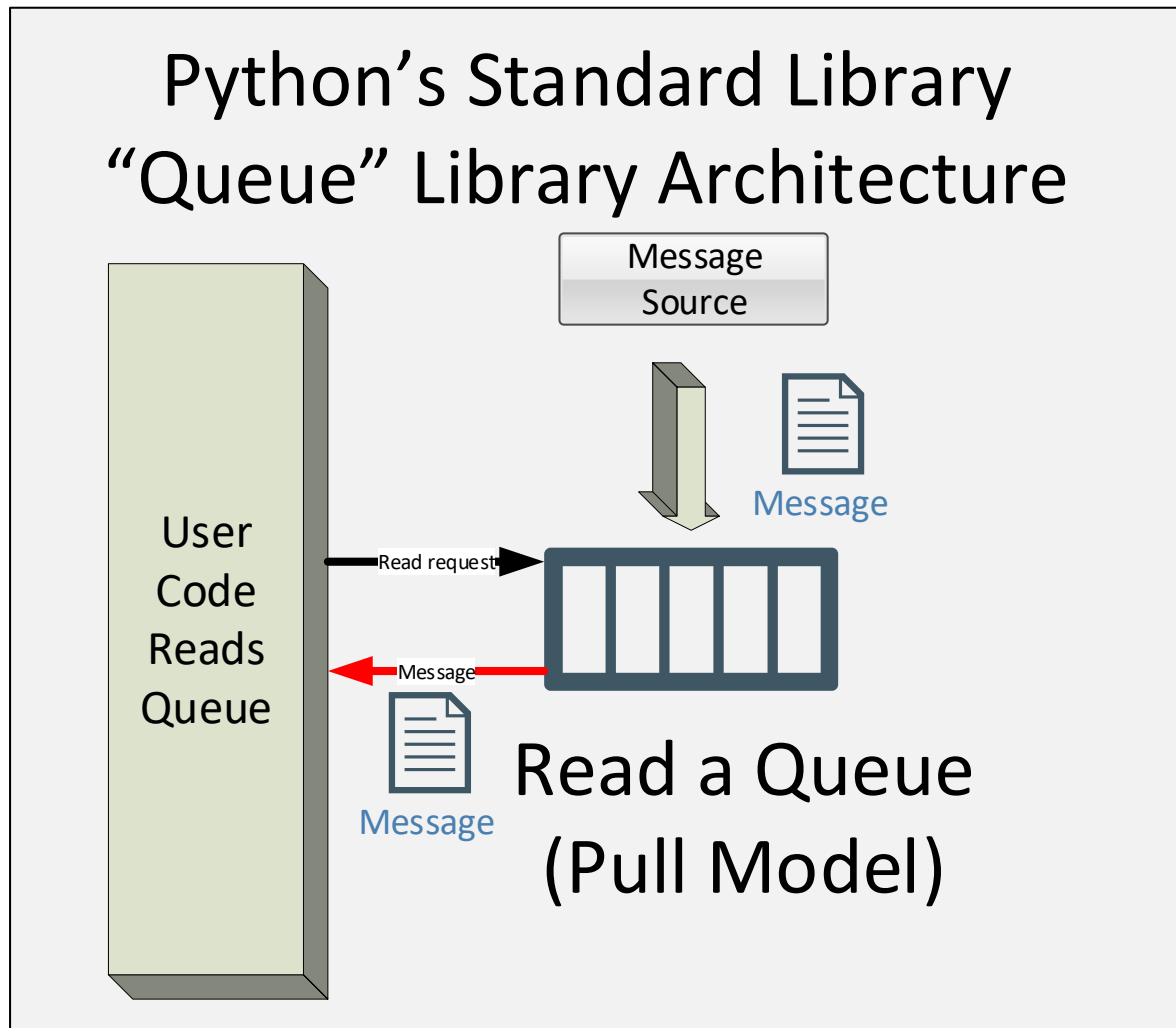 Python’s Standard Library
“Queue” Library Architecture
Message
Source
Message
User
Code
Reads
Queue
Read request
Message
Message
Read a Queue
(Pull Model)